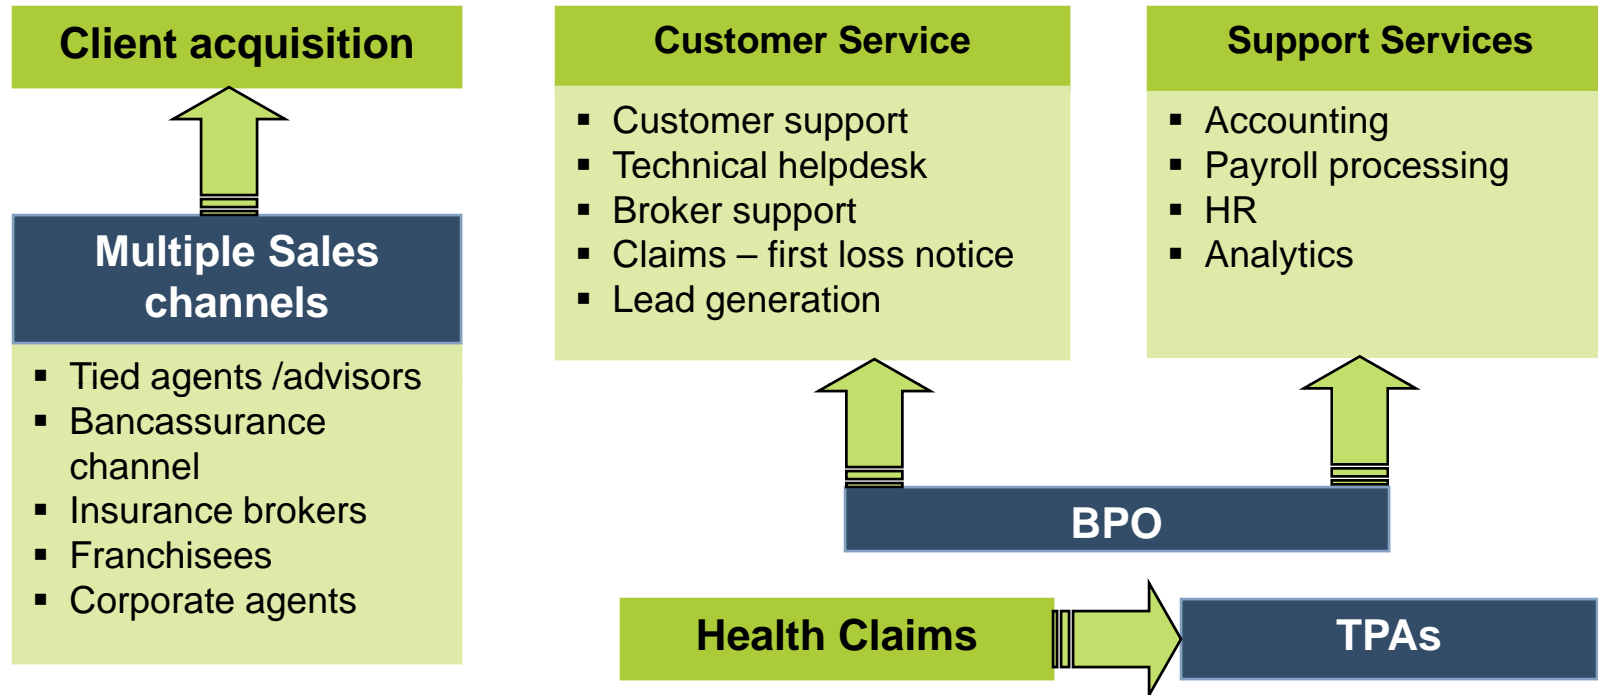 Client acquisition
Multiple Sales
channels
▪ Tied agents /advisors
▪ Bancassurance
channel
▪ Insurance brokers
▪ Franchisees
▪ Corporate agents
Customer Service
▪ Customer support
▪ Technical helpdesk
▪ Broker support
▪ Claims – first loss notice
▪ Lead generation
Support Services
▪ Accounting
▪ Payroll processing
▪ HR
▪ Analytics
BPO
Health Claims
TPAs